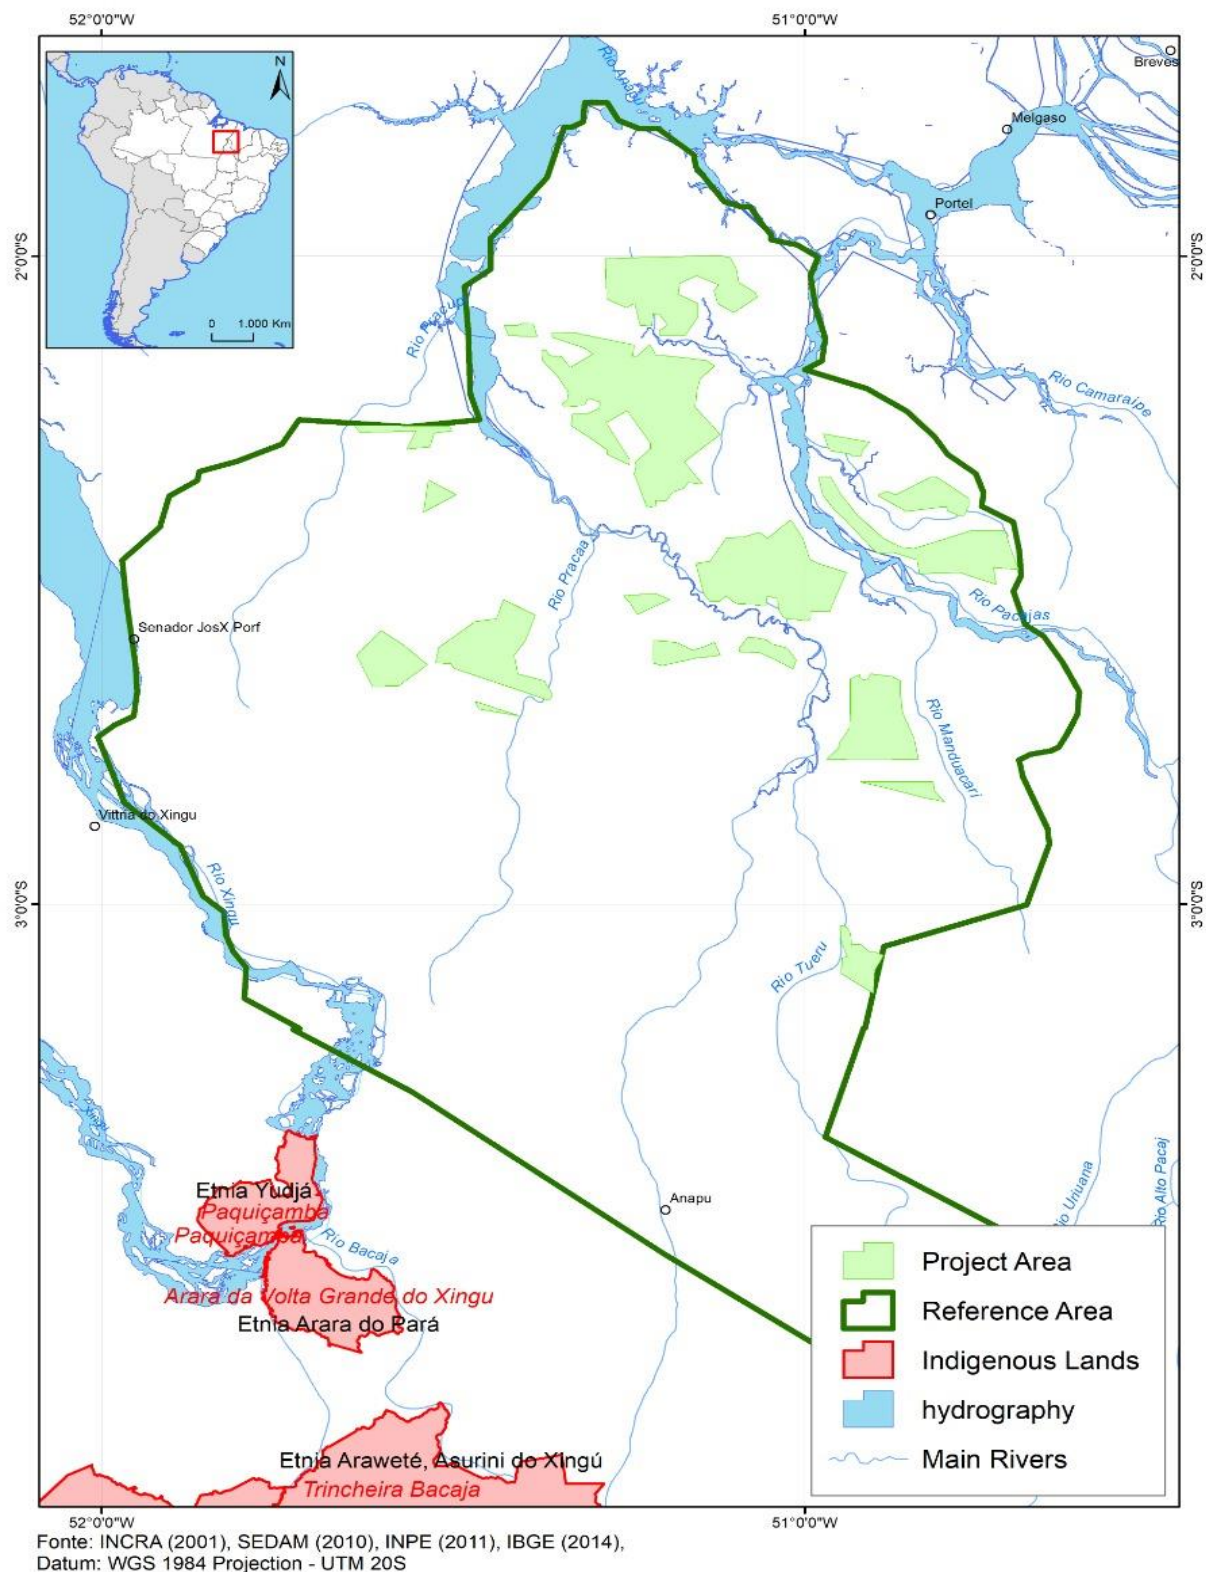 52°0'0"W
51°0'0"W
N
0 1.000 Km
Rio Anapu
Breves
Melgaso
Portel
2°0'0"S
2°0'0"S
Rio Camaraipe
Senador JosX Porf
Rio Pracaa
Rio Pacajas
Rio Manduacari
Vittria do Xingu
Rio Xingu
3°0'0"S
3°0'0"S
Rio Tueru
Etnia Yudjá
Paquiçamba
Paquiçamba
Anapu
Rio Uriuana
Rio Alto Pacaj
Rio Bacaja
Arara da Volta Grande do Xingu
Etnia Arara do Pará
Etnia Araweté, Asurini do Xingú
Trincheira Bacaja
Project Area
Reference Area
Indigenous Lands
hydrography
Main Rivers
52°0'0"W
51°0'0"W
Fonte: INCRA (2001), SEDAM (2010), INPE (2011), IBGE (2014),
Datum: WGS 1984 Projection - UTM 20S